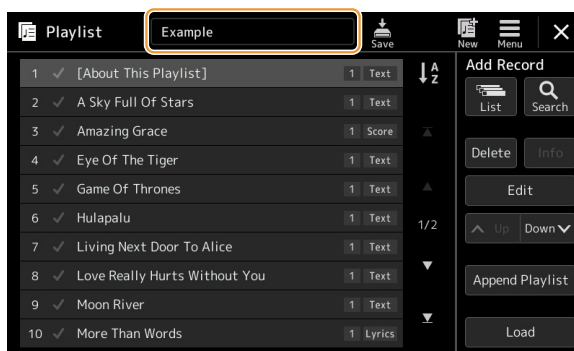 Playlist Example Save New Menu
Add Record
1 [About This Playlist] 1 Text A Z
2 A Sky Full Of Stars 1 Text List Search
3 Amazing Grace 1 Score
4 Eye Of The Tiger 1 Text Delete Info
5 Game Of Thrones 1 Text Edit
6 Hulapalu 1 Text 1/2 Up Down
7 Living Next Door To Alice 1 Text
8 Love Really Hurts Without You 1 Text Append Playlist
9 Moon River 1 Text
10 More Than Words 1 Lyrics Load